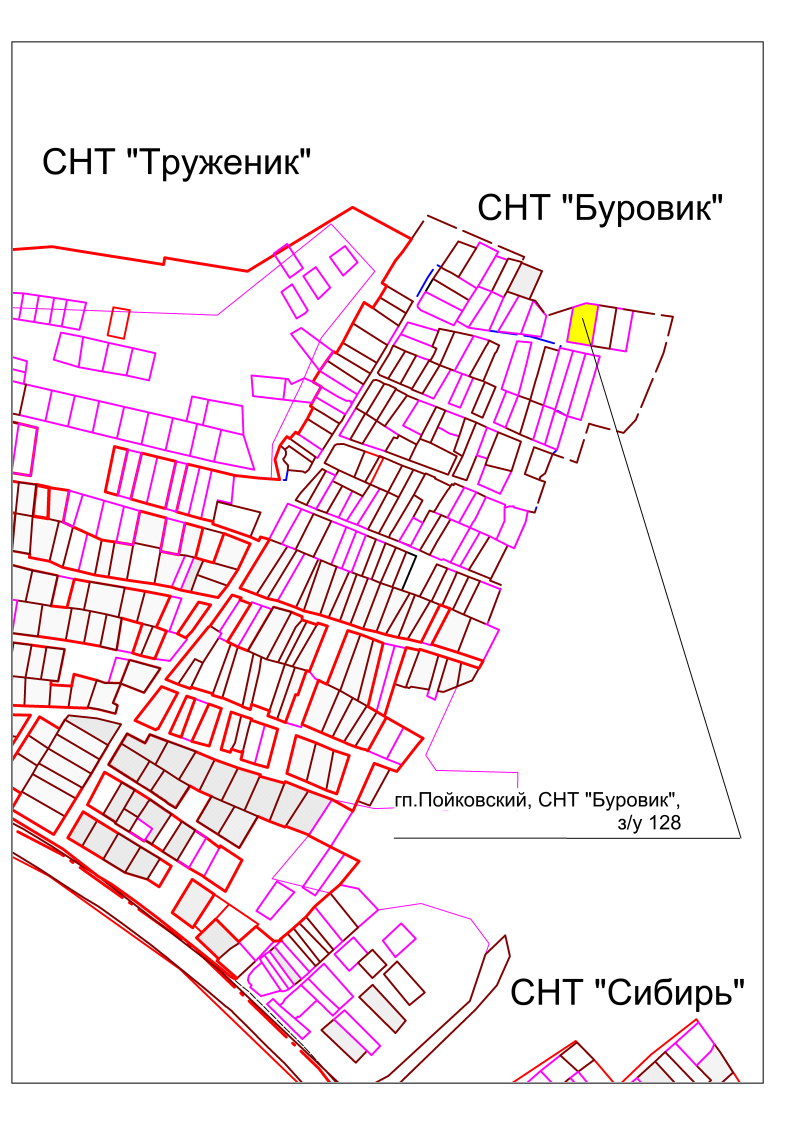 СНТ "Труженик"
СНТ "Буровик"
гп.Пойковский, СНТ "Буровик",
з/у 128
СНТ "Сибирь"